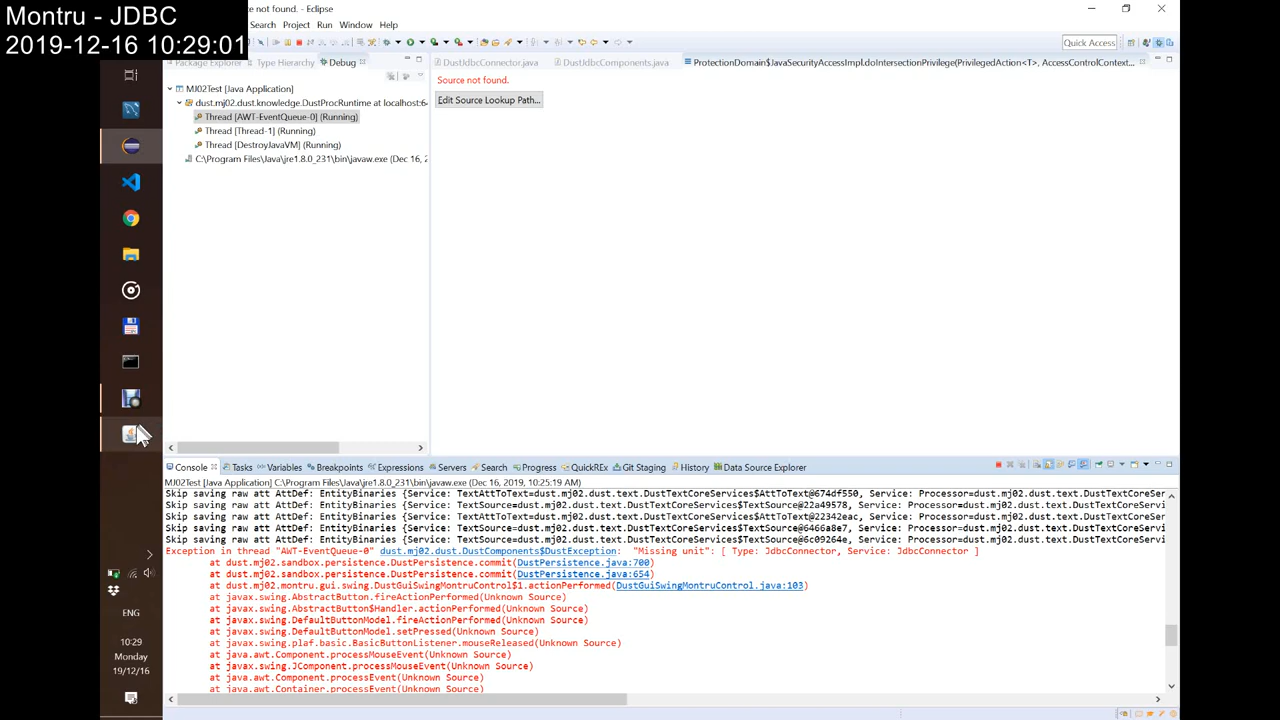 Montru - JDBC
2019-12-16 10:29:01
e not found. - Eclipse
Search Project Run Window Help
Quick Access
Package Explorer Type Hierarchy Debug
DustJdbcConnector.java DustJdbcComponents.java ProtectionDomain$JavaSecurityAccessImpl.doIntersectionPrivilege(PrivilegedAction<T>, AccessControlContext...
Source not found.
Edit Source Lookup Path...
MJ02Test [Java Application]
dust.mj02.dust.knowledge.DustProcRuntime at localhost:6
Thread [AWT-EventQueue-0] (Running)
Thread [Thread-1] (Running)
Thread [DestroyJavaVM] (Running)
C:\Program Files\Java\jre1.8.0_231\bin\javaw.exe (Dec 16, 2
Console Tasks Variables Breakpoints Expressions Servers Search Progress QuickREx Git Staging History Data Source Explorer
MJ02Test [Java Application] C:\Program Files\Java\jre1.8.0_231\bin\javaw.exe (Dec 16, 2019, 10:25:19 AM)
Skip saving raw att AttDef: EntityBinaries {Service: TextAttToText=dust.mj02.dust.text.DustTextCoreServices$AttToText@674df550, Service: Processor=dust.mj02.dust.text.DustTextCoreSer
Skip saving raw att AttDef: EntityBinaries {Service: TextSource=dust.mj02.dust.text.DustTextCoreServices$TextSource@22a49578, Service: Processor=dust.mj02.dust.text.DustTextCoreServ
Skip saving raw att AttDef: EntityBinaries {Service: TextAttToText=dust.mj02.dust.text.DustTextCoreServices$AttToText@22342eac, Service: Processor=dust.mj02.dust.text.DustTextCoreSer
Skip saving raw att AttDef: EntityBinaries {Service: TextSource=dust.mj02.dust.text.DustTextCoreServices$TextSource@6466a8e7, Service: Processor=dust.mj02.dust.text.DustTextCoreServ
Skip saving raw att AttDef: EntityBinaries {Service: TextSource=dust.mj02.dust.text.DustTextCoreServices$TextSource@6c09264e, Service: Processor=dust.mj02.dust.text.DustTextCoreServ
Exception in thread "AWT-EventQueue-0" dust.mj02.dust.DustComponents$DustException: "Missing unit": [ Type: JdbcConnector, Service: JdbcConnector ]
at dust.mj02.sandbox.persistence.DustPersistence.commit(DustPersistence.java:700)
at dust.mj02.sandbox.persistence.DustPersistence.commit(DustPersistence.java:654)
at dust.mj02.montru.gui.swing.DustGuiSwingMontruControl$1.actionPerformed(DustGuiSwingMontruControl.java:103)
at javax.swing.AbstractButton.fireActionPerformed(Unknown Source)
at javax.swing.AbstractButton$Handler.actionPerformed(Unknown Source)
at javax.swing.DefaultButtonModel.fireActionPerformed(Unknown Source)
at javax.swing.DefaultButtonModel.setPressed(Unknown Source)
at javax.swing.plaf.basic.BasicButtonListener.mouseReleased(Unknown Source)
at java.awt.Component.processMouseEvent(Unknown Source)
at javax.swing.JComponent.processMouseEvent(Unknown Source)
at java.awt.Component.processEvent(Unknown Source)
at java.awt.Container.processEvent(Unknown Source)
ENG
10:29
Monday
19/12/16